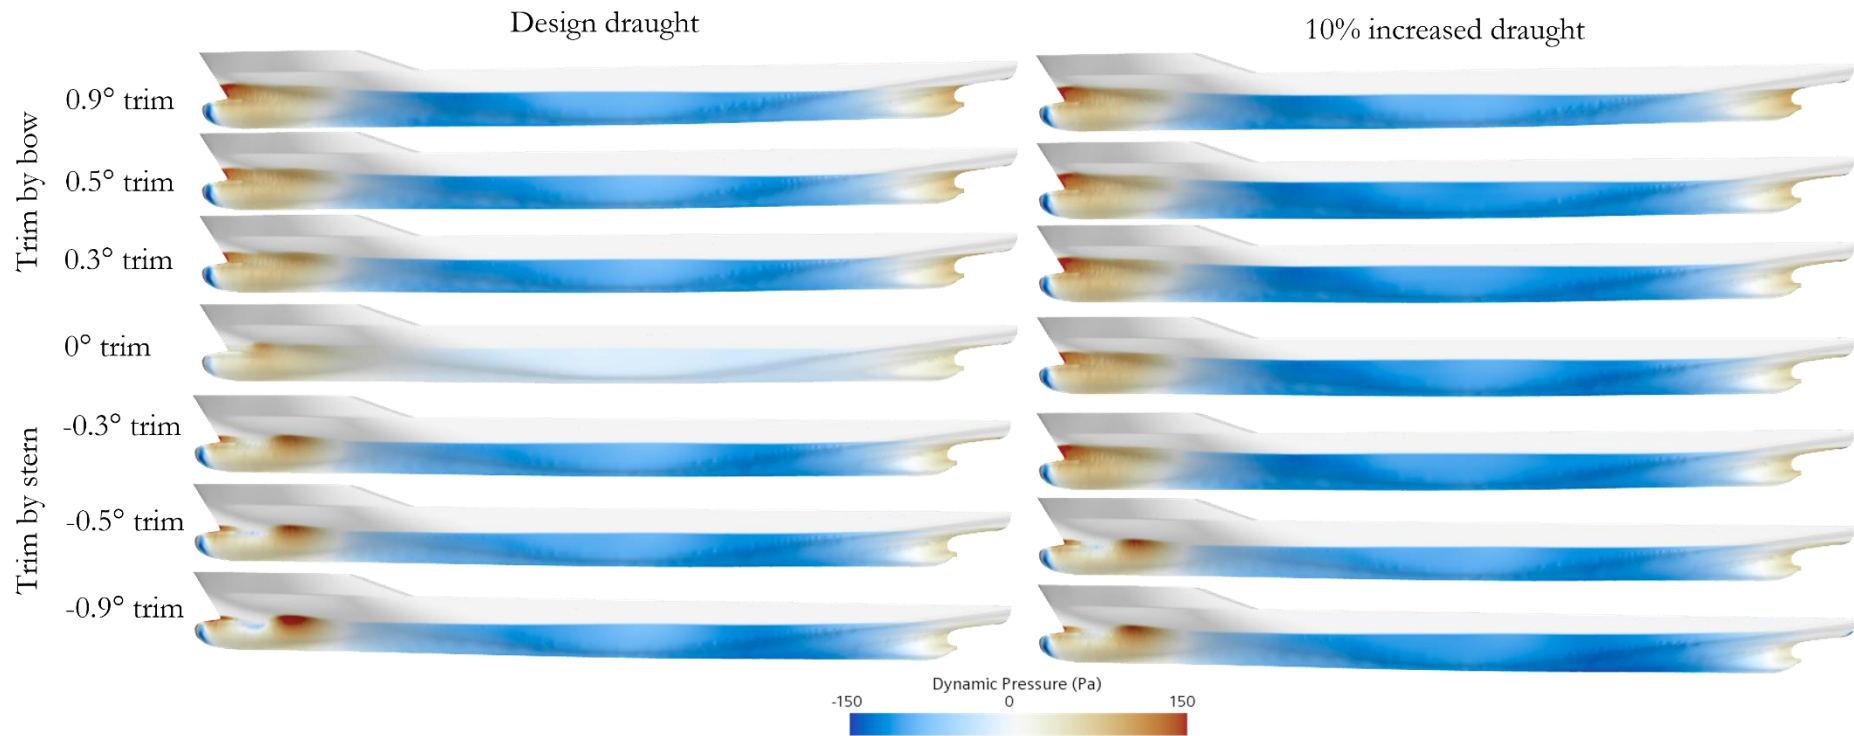 Design draught
10% increased draught
Trim by bow
0.9° trim
0.5° trim
0.3° trim
0° trim
Trim by stern
-0.3° trim
-0.5° trim
-0.9° trim
Dynamic Pressure (Pa)
-150 0 150